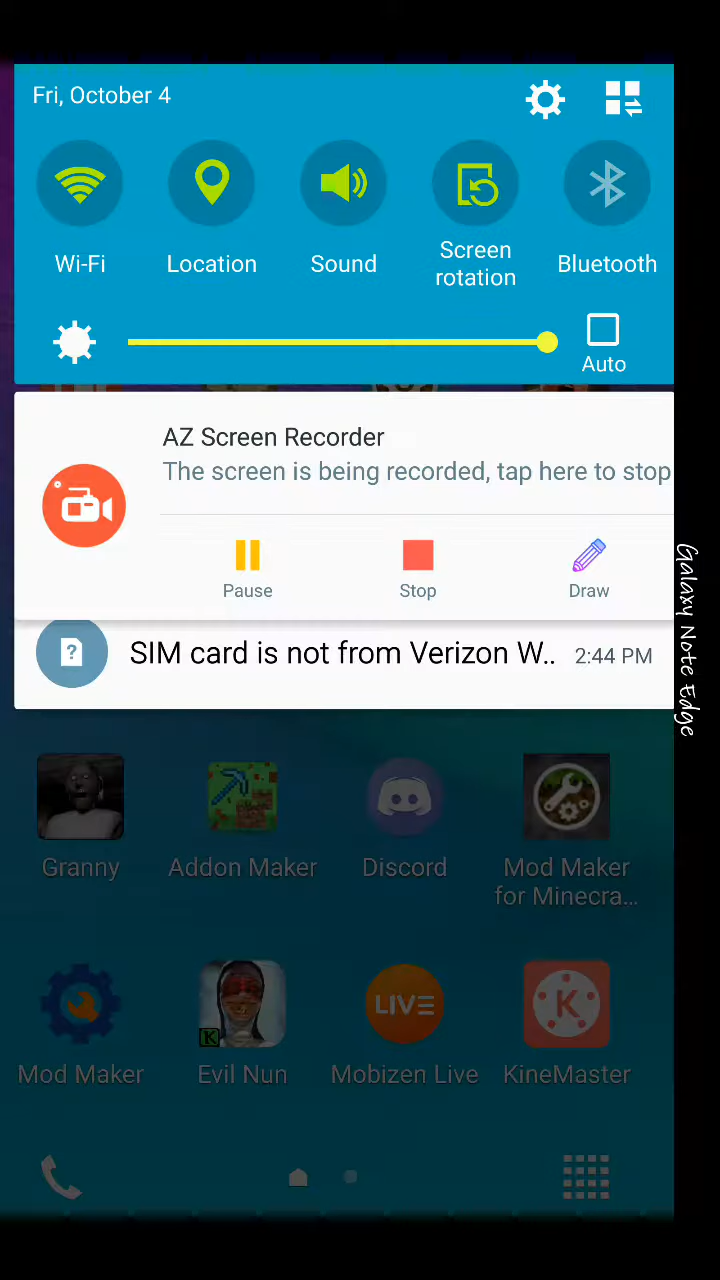 Fri, October 4
Wi-Fi
Location
Sound
Screen
rotation
Bluetooth
Auto
AZ Screen Recorder
The screen is being recorded, tap here to stop
Pause
Stop
Draw
Galaxy Note Edge
SIM card is not from Verizon W.. 2:44 PM
Granny
Addon Maker
Discord
Mod Maker
for Minecra...
LIVE
K
K
Mod Maker
Evil Nun
Mobizen Live
KineMaster